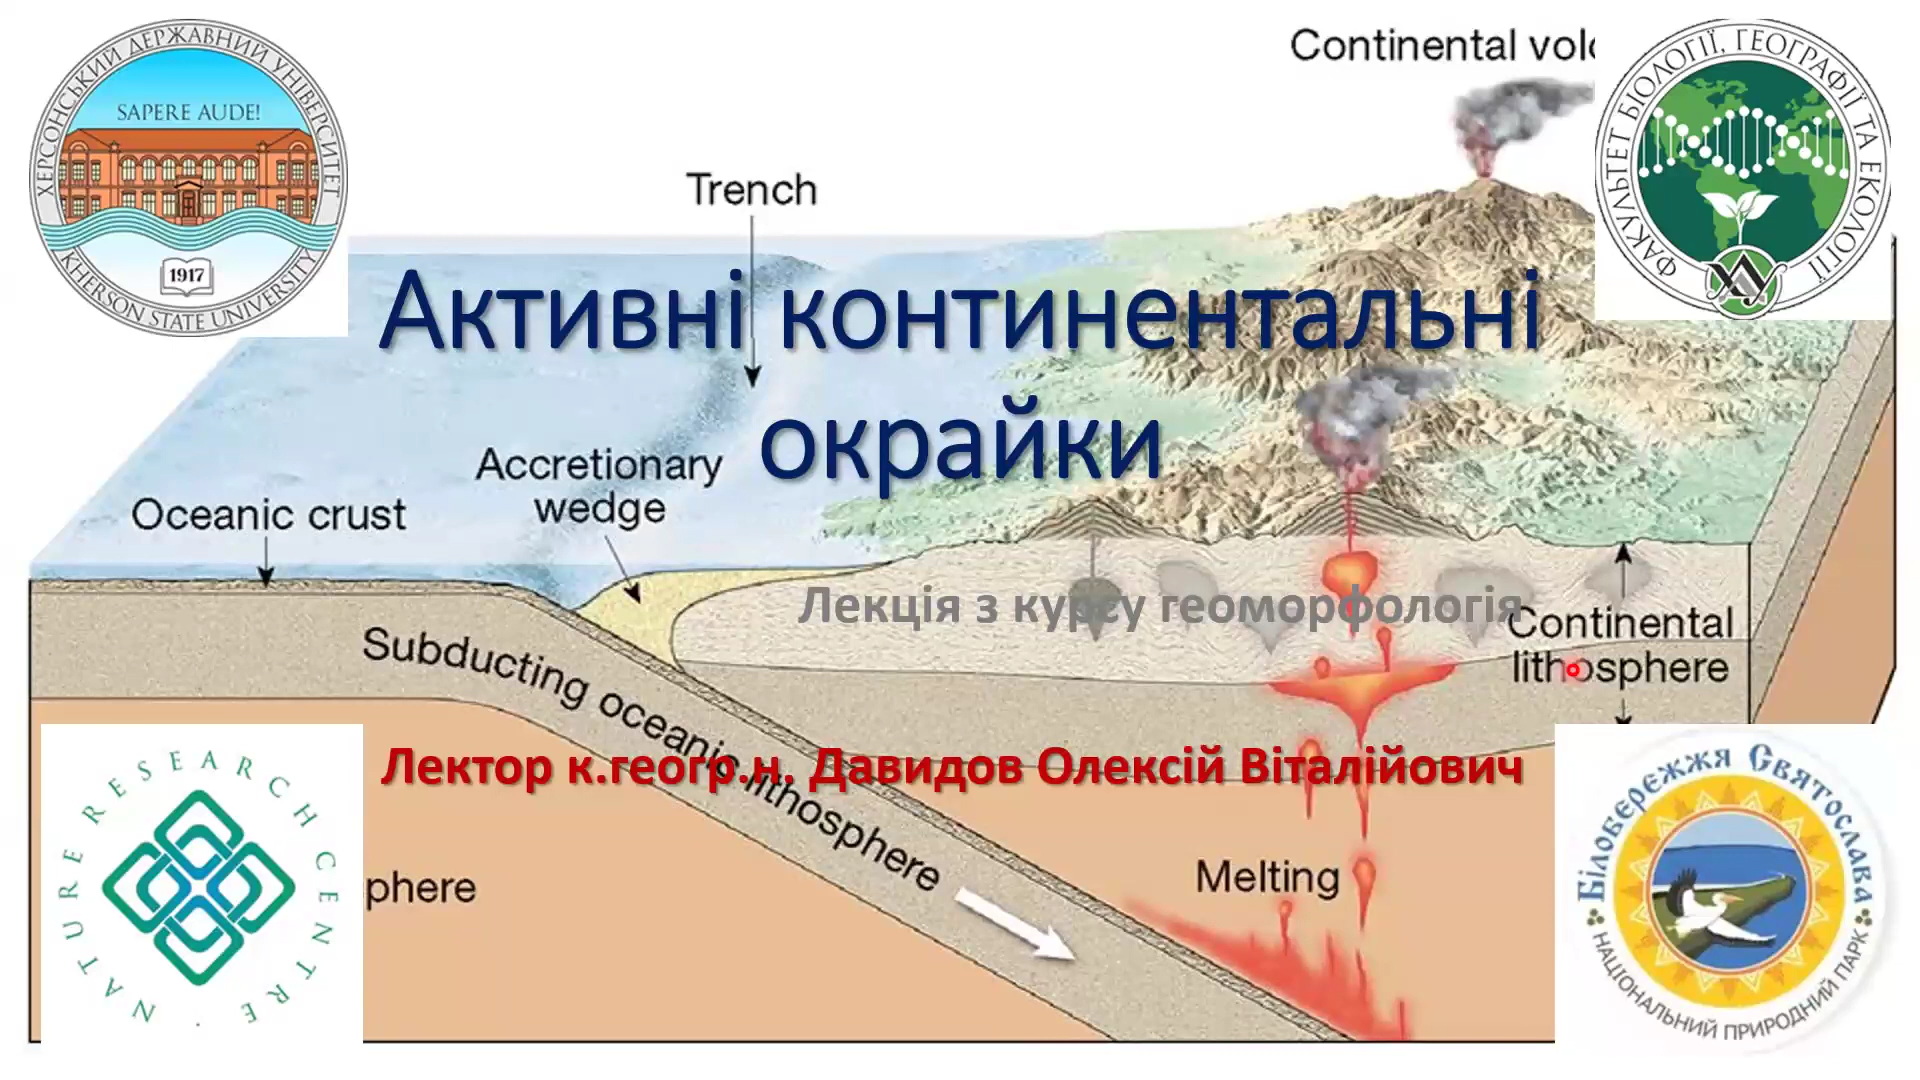 ХЕРСОНСЬКИЙ ДЕРЖАВНИЙ УНІВЕРСИТЕТ
SAPERE AUDE!
1917
KHERSON STATE UNIVERSITY
Continental volc
ФАКУЛЬТЕТ БІОЛОГІЇ, ГЕОГРАФІЇ ТА ЕКОЛОГІЇ
Trench
Активні континентальні
окрайки
Accretionary
wedge
Oceanic crust
Лекція з курсу геоморфологія
Continental
lithosphere
Subducting oceanic lithosphere
Лектор к.геогр.н. Давидов Олексій Віталійович
NATURE RESEARCH CENTRE
phere
Melting
Білобережжя Святослава
НАЦІОНАЛЬНИЙ ПРИРОДНИЙ ПАРК